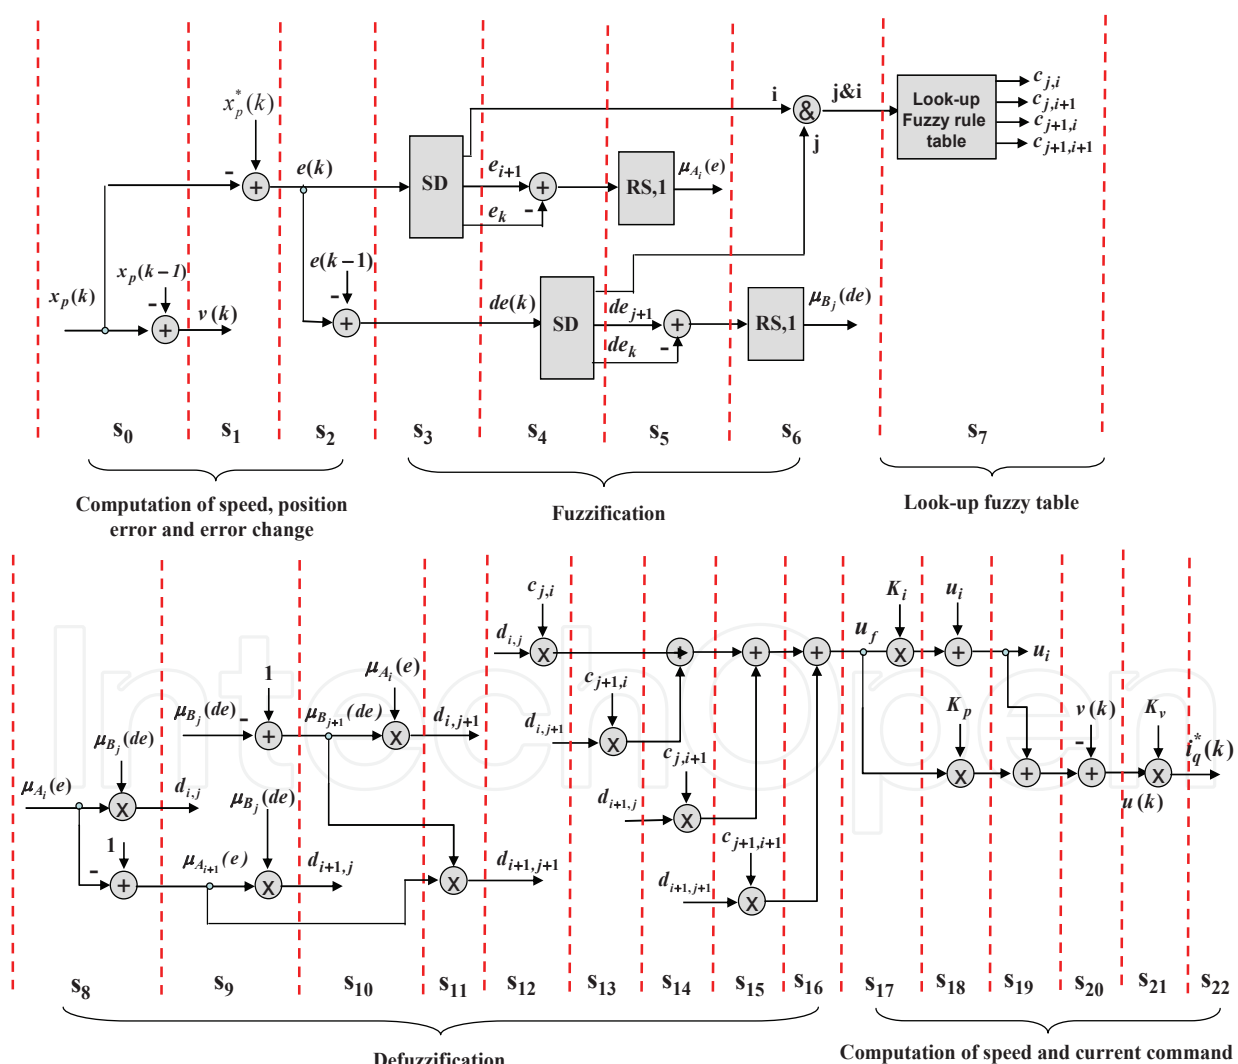 x_p^*(k)
i
j&i
&
j
Look-up
Fuzzy rule
table
c_{j,i}
c_{j,i+1}
c_{j+1,i}
c_{j+1,i+1}
-
+
e(k)
SD
e_{i+1}
e_k
-
+
RS,1
μ_{A_i}(e)
x_p(k)
x_p(k-1)
-
+
v(k)
e(k-1)
-
+
de(k)
SD
de_{j+1}
de_k
-
+
RS,1
μ_{B_j}(de)
s_0 s_1 s_2 s_3 s_4 s_5 s_6 s_7
Computation of speed, position
error and error change
Fuzzification
Look-up fuzzy table
μ_{A_i}(e)
μ_{B_j}(de)
x
d_{i,j}
1
-
+
μ_{A_{i+1}}(e)
μ_{B_j}(de)
x
d_{i+1,j}
μ_{B_j}(de)
1
-
+
μ_{B_{j+1}}(de)
μ_{A_i}(e)
x
d_{i,j+1}
x
d_{i+1,j+1}
c_{j,i}
d_{i,j}
x
+
+
+
c_{j+1,i}
d_{i,j+1}
x
c_{j,i+1}
d_{i+1,j}
x
c_{j+1,i+1}
d_{i+1,j+1}
x
u_f
K_i
x
u_i
+
u_i
K_p
x
+
v(k)
-
+
u(k)
K_v
x
i_q^*(k)
s_8 s_9 s_10 s_11 s_12 s_13 s_14 s_15 s_16 s_17 s_18 s_19 s_20 s_21 s_22
Defuzzification
Computation of speed and current command
IntechOpen